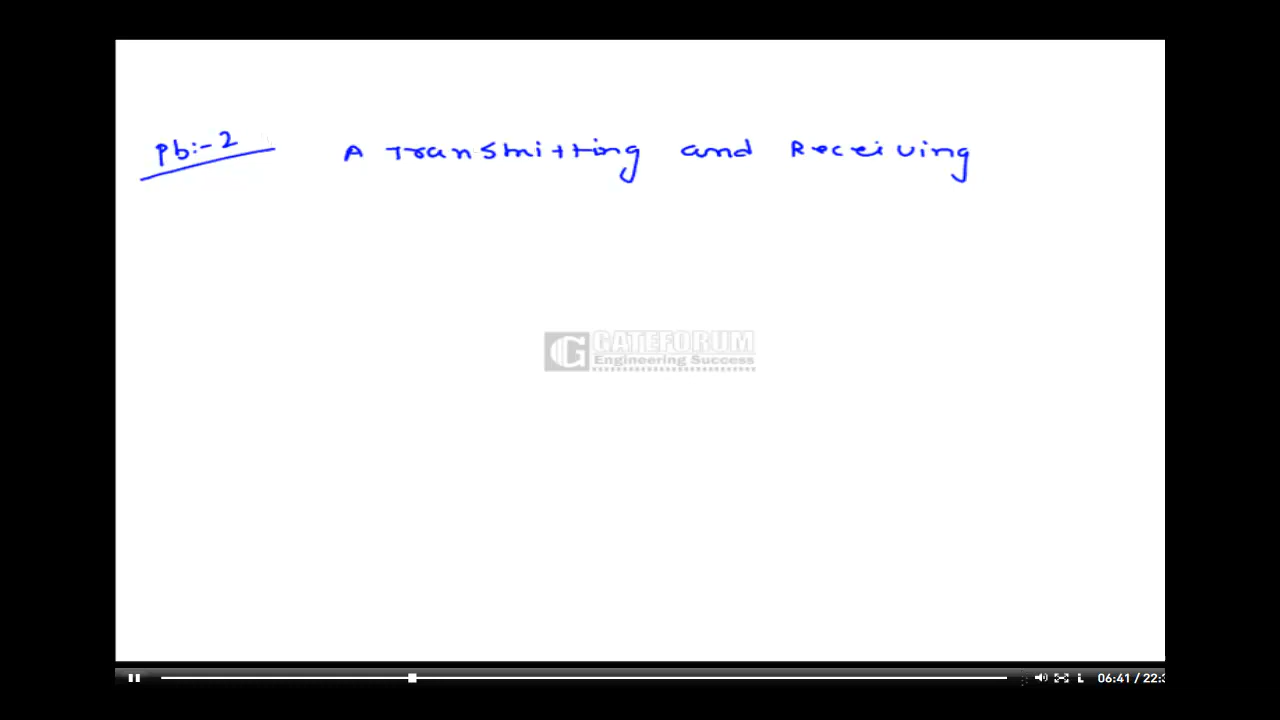 Pb:- 2 A Transmitting and Receiving
GATEFORUM
Engineering Success
06:41 / 22:3